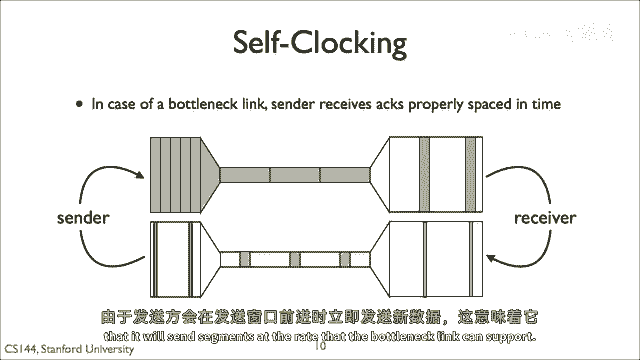 Self-Clocking
• In case of a bottleneck link, sender receives acks properly spaced in time
sender
receiver
由于发送方会在发送窗口前进时立即发送新数据，这意味着它
that it will send segments at the rate that the bottleneck link can support.
CS144, Stanford University
10